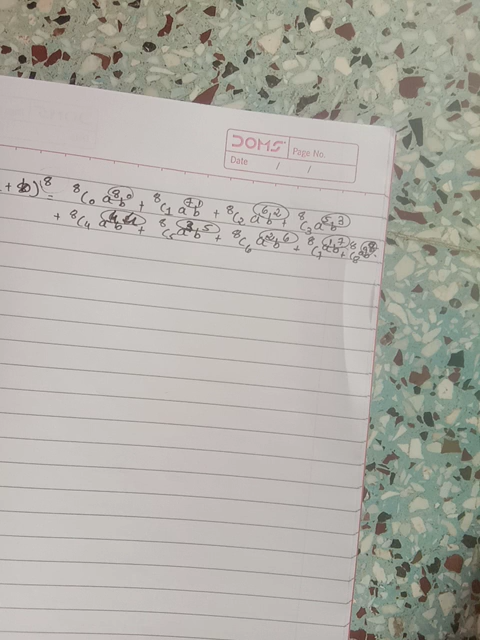 DOMS
Page No.
Date / /
+ b)⁸ = ⁸C₀ a⁸b⁰ + ⁸C₁ a⁷b¹ + ⁸C₂ a⁶b² + ⁸C₃ a⁵b³
+ ⁸C₄ a⁴b⁴ + ⁸C₅ a³b⁵ + ⁸C₆ a²b⁶ + ⁸C₇ a¹b⁷ + ⁸C₈ a⁰b⁸.